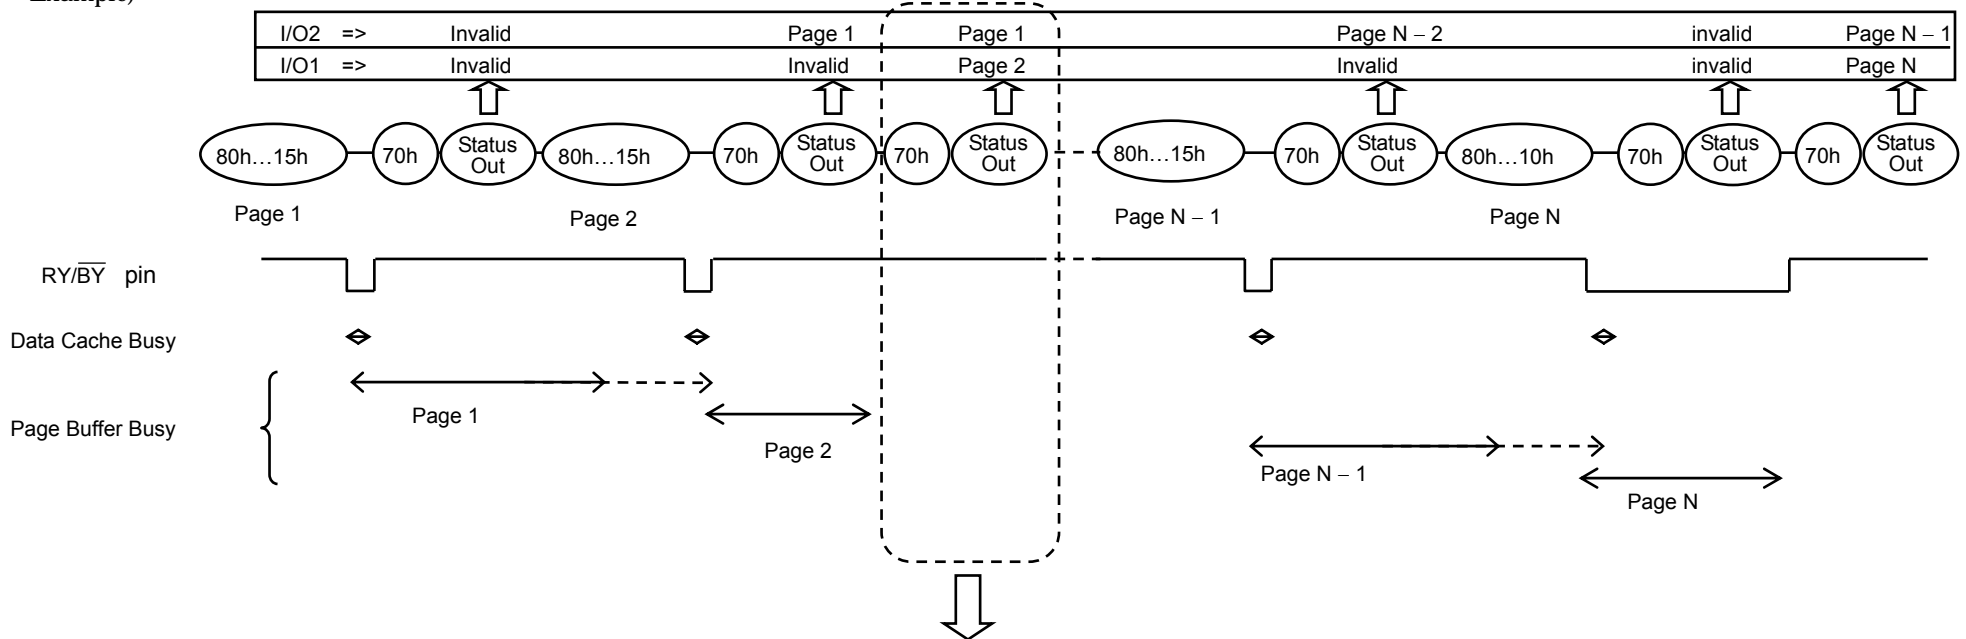 Example)
I/O2 => Invalid Page 1 Page 1 Page N – 2 invalid Page N – 1
I/O1 => Invalid Invalid Page 2 Invalid invalid Page N
80h…15h 70h Status Out 80h…15h 70h Status Out 70h Status Out 80h…15h 70h Status Out 80h…10h 70h Status Out 70h Status Out
Page 1 Page 2 Page N – 1 Page N
RY/BY pin
Data Cache Busy
Page Buffer Busy
Page 1
Page 2
Page N – 1
Page N